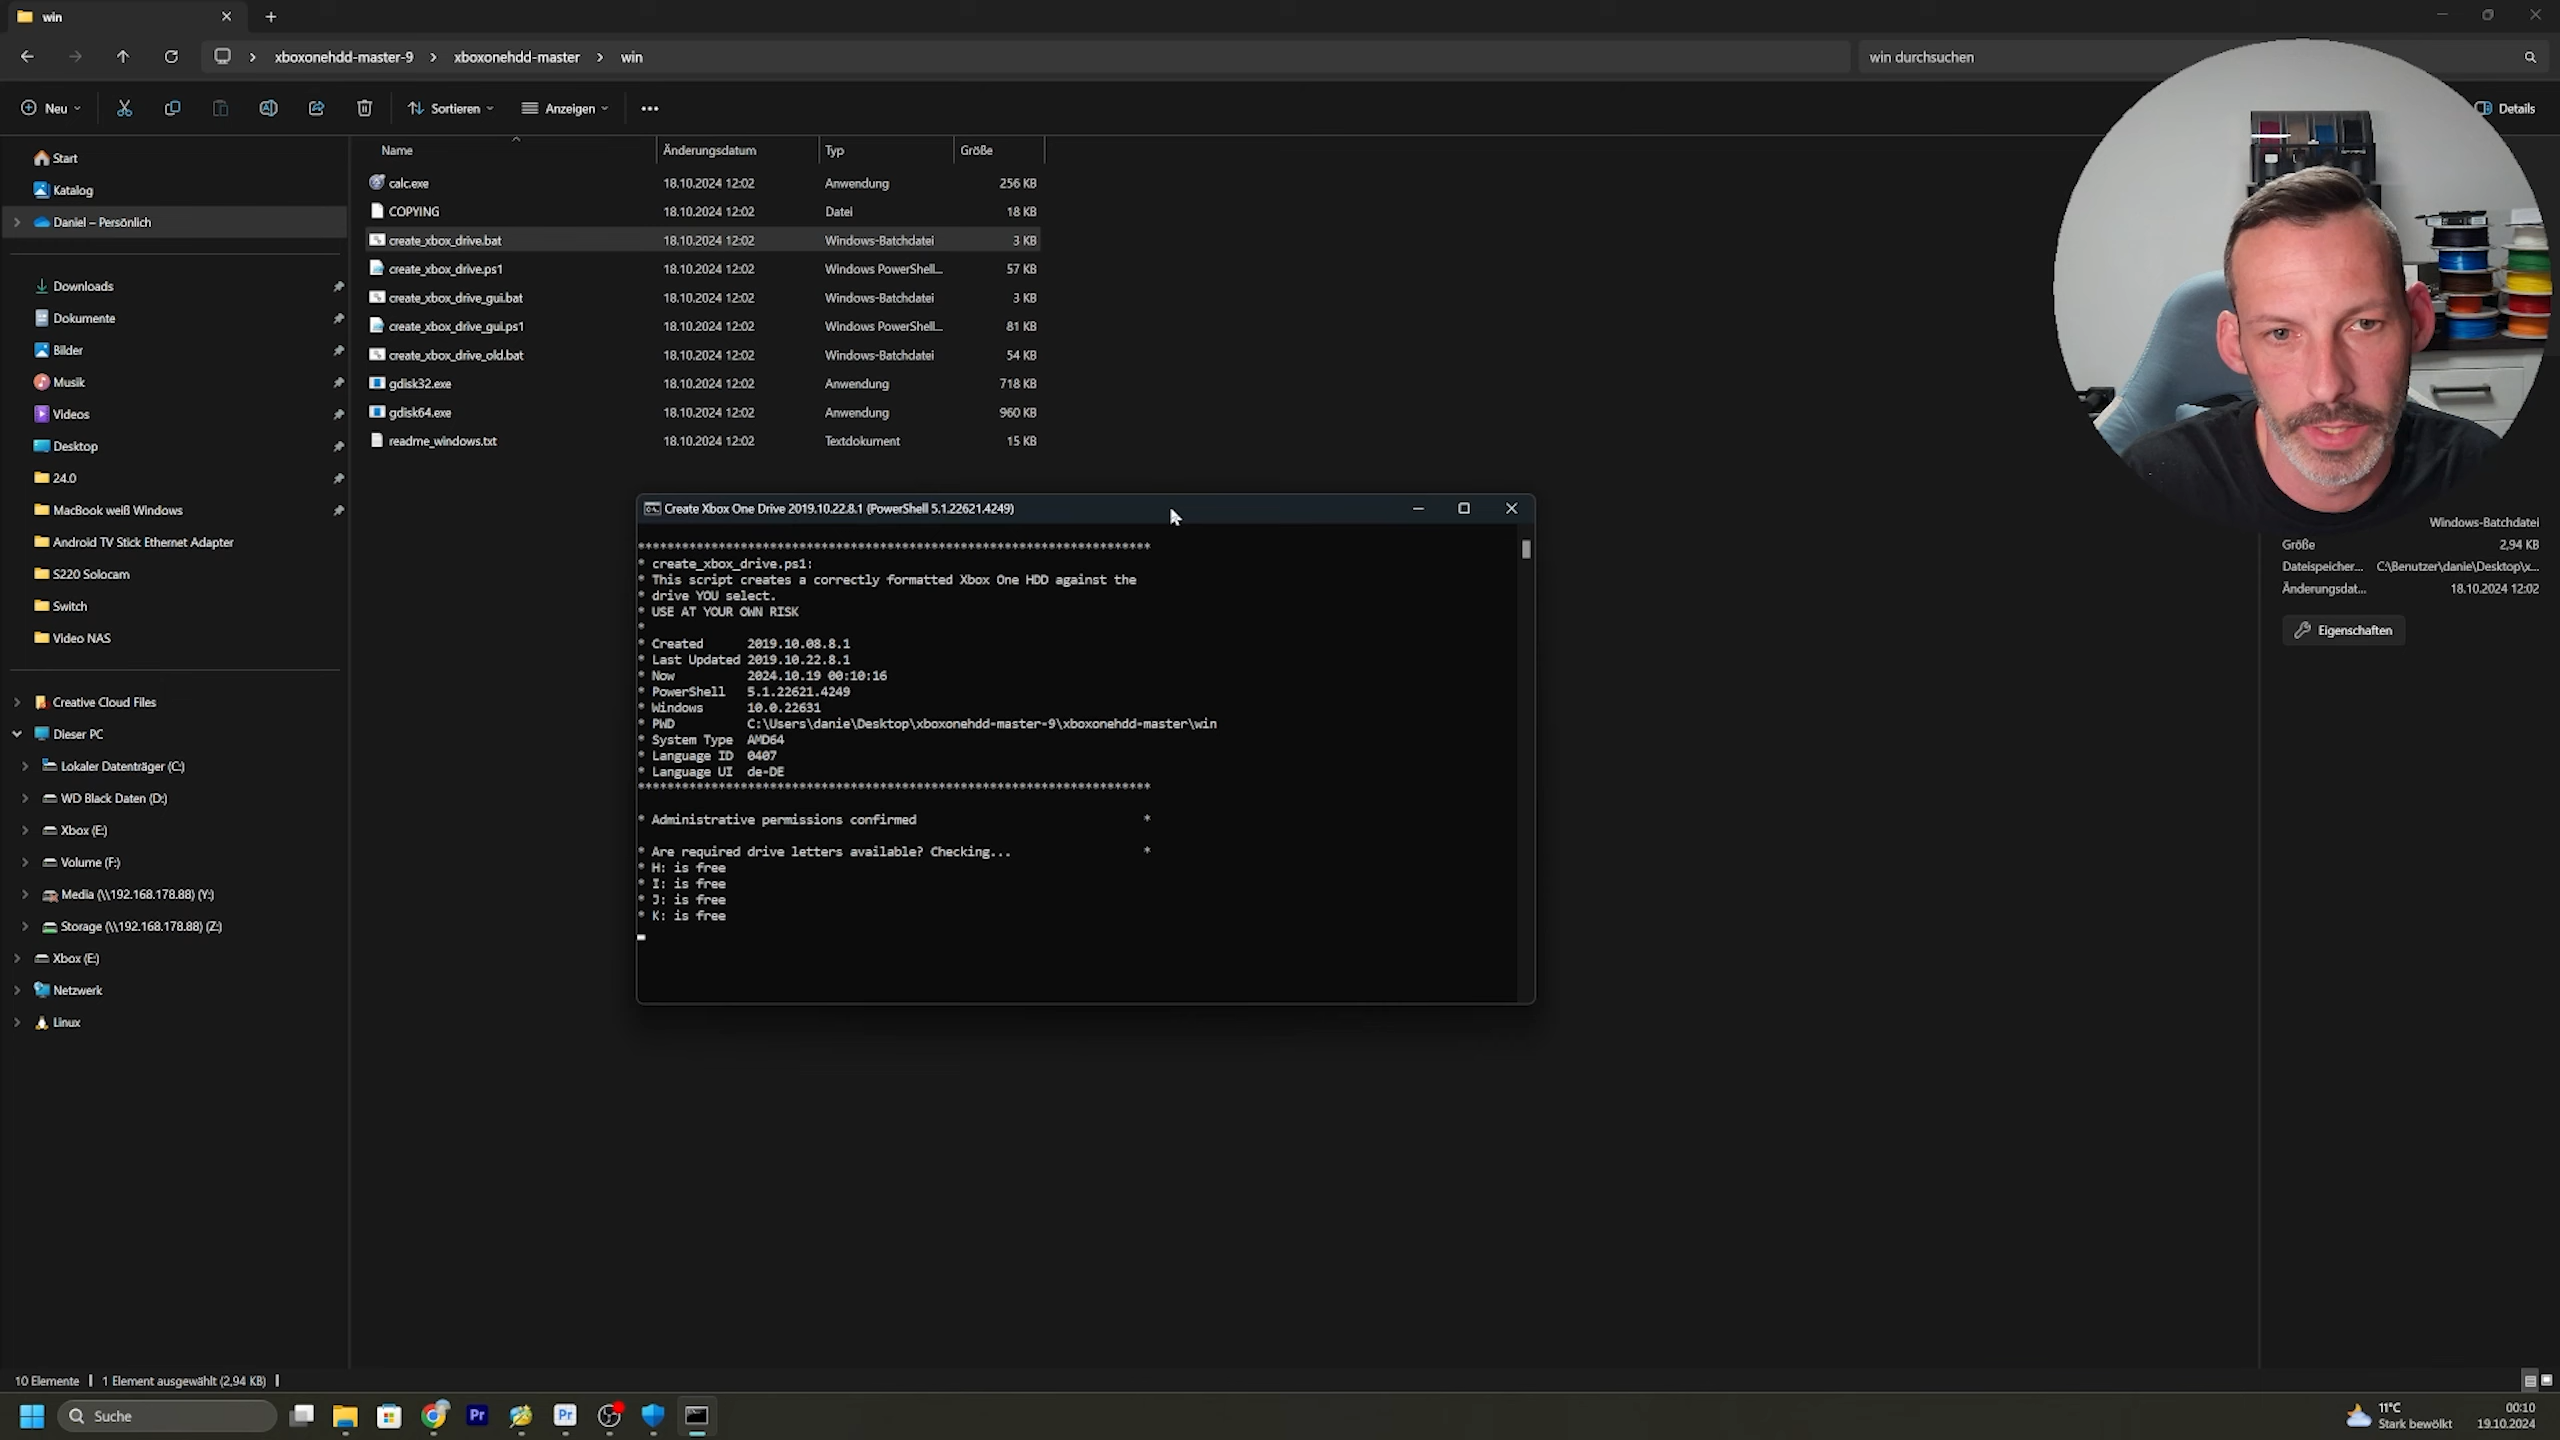 win
xboxonehdd-master-9 > xboxonehdd-master > win
win durchsuchen
Neu
Sortieren
Anzeigen
Details
Start
Katalog
Daniel – Persönlich
Downloads
Dokumente
Bilder
Musik
Videos
Desktop
24.0
MacBook weiß Windows
Android TV Stick Ethernet Adapter
S220 Solocam
Switch
Video NAS
Creative Cloud Files
Dieser PC
Lokaler Datenträger (C:)
WD Black Daten (D:)
Xbox (E:)
Volume (F:)
Media (\\192.168.178.88) (Y:)
Storage (\\192.168.178.88) (Z:)
Xbox (E:)
Netzwerk
Linux
Name Änderungsdatum Typ Größe
calc.exe 18.10.2024 12:02 Anwendung 256 KB
COPYING 18.10.2024 12:02 Datei 18 KB
create_xbox_drive.bat 18.10.2024 12:02 Windows-Batchdatei 3 KB
create_xbox_drive.ps1 18.10.2024 12:02 Windows PowerShell... 57 KB
create_xbox_drive_gui.bat 18.10.2024 12:02 Windows-Batchdatei 3 KB
create_xbox_drive_gui.ps1 18.10.2024 12:02 Windows PowerShell... 81 KB
create_xbox_drive_old.bat 18.10.2024 12:02 Windows-Batchdatei 54 KB
gdisk32.exe 18.10.2024 12:02 Anwendung 718 KB
gdisk64.exe 18.10.2024 12:02 Anwendung 960 KB
readme_windows.txt 18.10.2024 12:02 Textdokument 15 KB
Create Xbox One Drive 2019.10.22.8.1 (PowerShell 5.1.22621.4249)
**********************************************************************
* create_xbox_drive.ps1:
* This script creates a correctly formatted Xbox One HDD against the
* drive YOU select.
* USE AT YOUR OWN RISK
*
* Created 2019.10.08.8.1
* Last Updated 2019.10.22.8.1
* Now 2024.10.19 00:10:16
* PowerShell 5.1.22621.4249
* Windows 10.0.22631
* PWD C:\Users\danie\Desktop\xboxonehdd-master-9\xboxonehdd-master\win
* System Type AMD64
* Language ID 0407
* Language UI de-DE
**********************************************************************
* Administrative permissions confirmed *
* Are required drive letters available? Checking... *
* H: is free
* I: is free
* J: is free
* K: is free
Windows-Batchdatei
Größe 2,94 KB
Dateispeicher... C:\Benutzer\danie\Desktop\x...
Änderungsdat... 18.10.2024 12:02
Eigenschaften
10 Elemente | 1 Element ausgewählt (2,94 KB) |
Suche
Pr
Pr
11°C
Stark bewölkt
00:10
19.10.2024